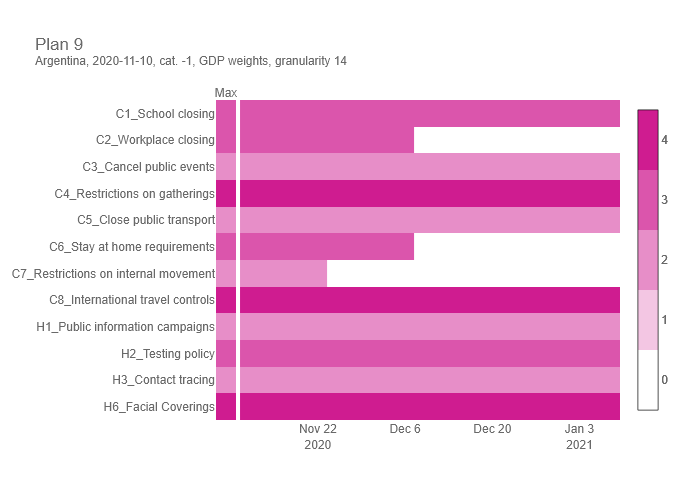 Plan 9
Argentina, 2020-11-10, cat. -1, GDP weights, granularity 14
Max
C1_School closing
C2_Workplace closing
C3_Cancel public events
C4_Restrictions on gatherings
C5_Close public transport
C6_Stay at home requirements
C7_Restrictions on internal movement
C8_International travel controls
H1_Public information campaigns
H2_Testing policy
H3_Contact tracing
H6_Facial Coverings
Nov 22 Dec 6 Dec 20 Jan 3
2020 2021
4
3
2
1
0